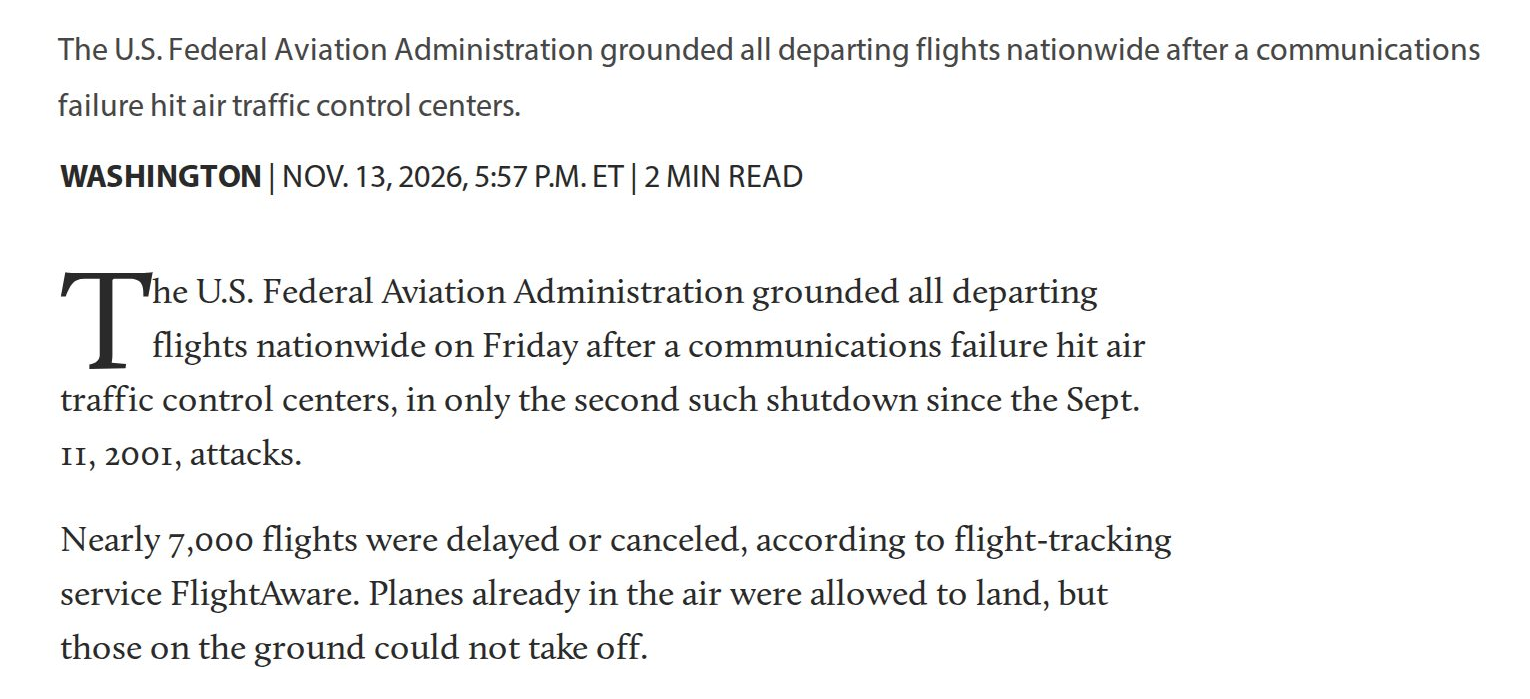 The U.S. Federal Aviation Administration grounded all departing flights nationwide after a communications
failure hit air traffic control centers.
WASHINGTON | NOV. 13, 2026, 5:57 P.M. ET | 2 MIN READ
The U.S. Federal Aviation Administration grounded all departing
flights nationwide on Friday after a communications failure hit air
traffic control centers, in only the second such shutdown since the Sept.
11, 2001, attacks.
Nearly 7,000 flights were delayed or canceled, according to flight-tracking
service FlightAware. Planes already in the air were allowed to land, but
those on the ground could not take off.